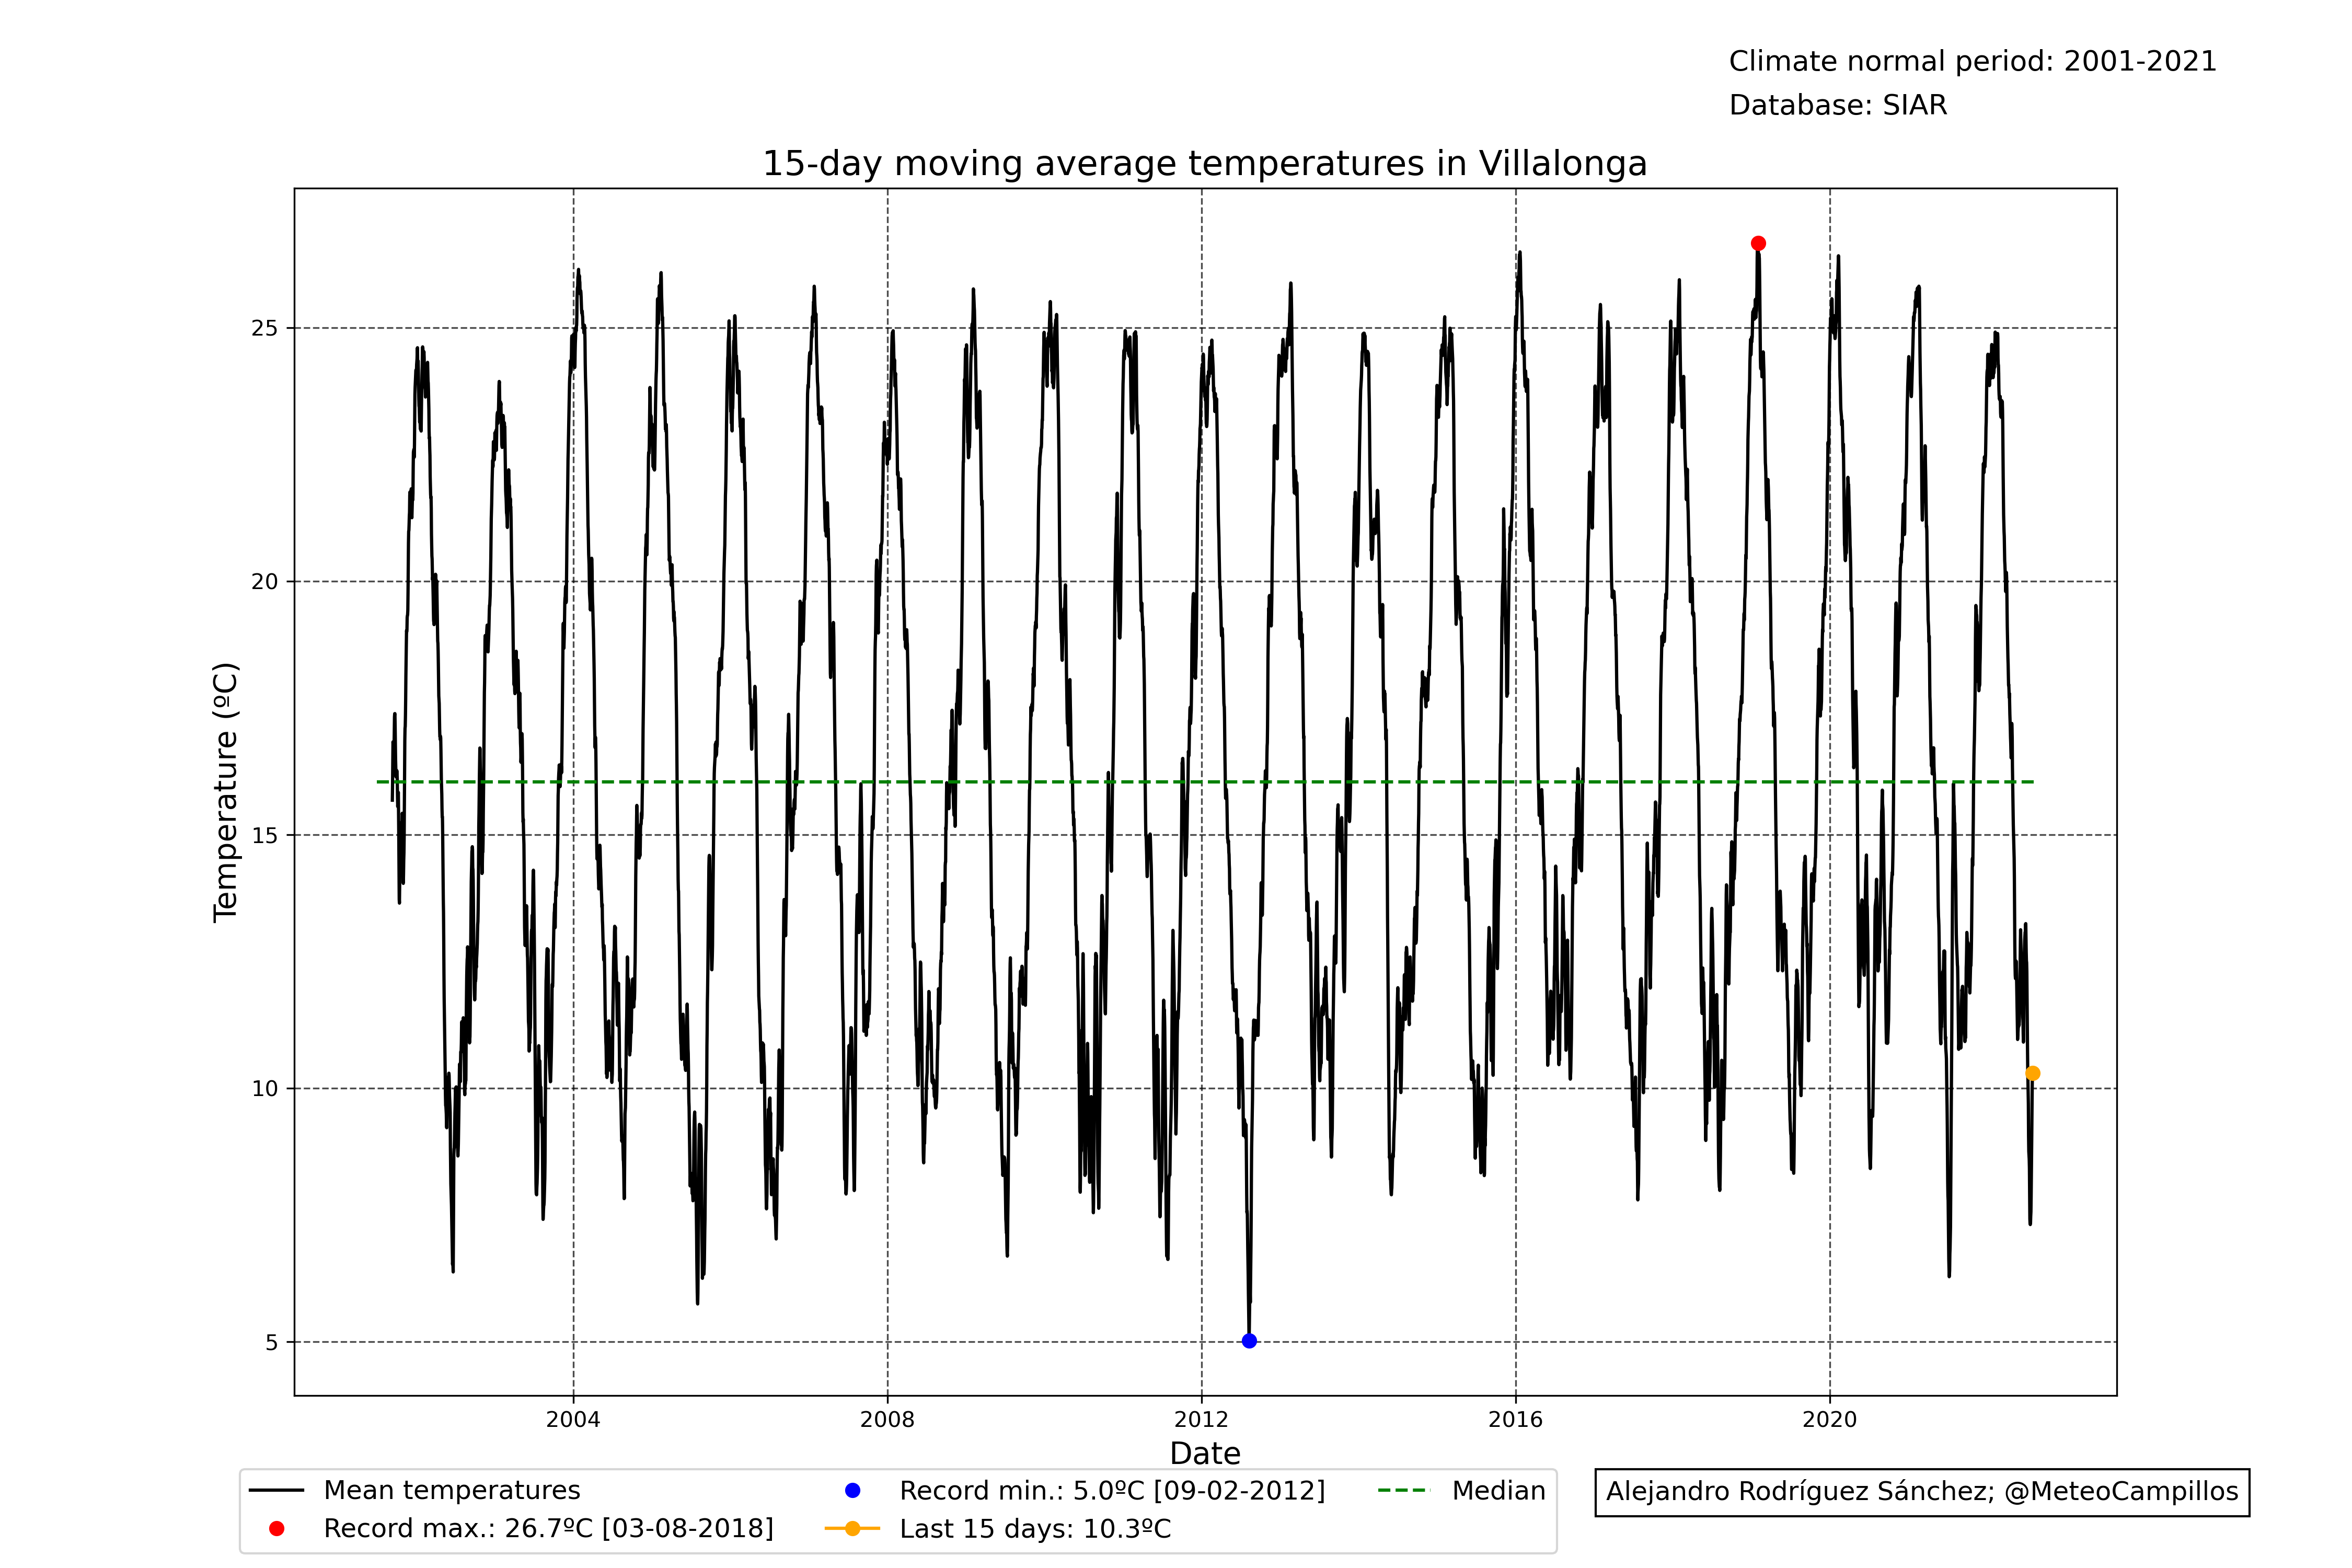 Climate normal period: 2001-2021
Database: SIAR
15-day moving average temperatures in Villalonga
25
20
15
10
5
Temperature (ºC)
2004 2008 2012 2016 2020
Date
Mean temperatures
Record max.: 26.7ºC [03-08-2018]
Record min.: 5.0ºC [09-02-2012]
Last 15 days: 10.3ºC
Median
Alejandro Rodríguez Sánchez; @MeteoCampillos